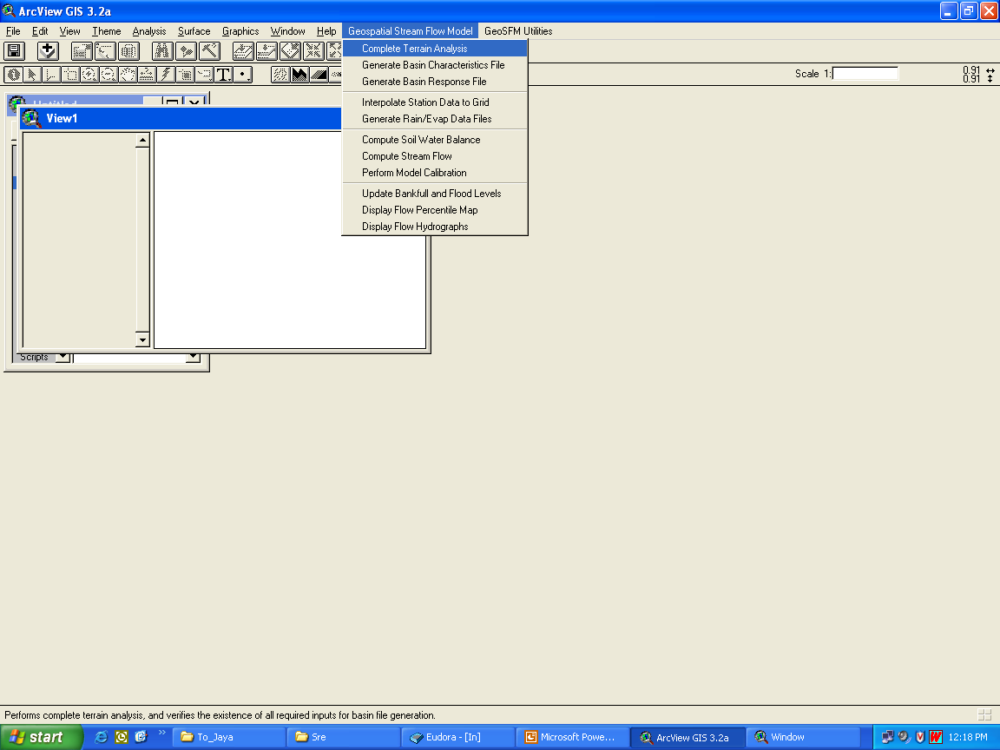 ArcView GIS 3.2a
File Edit View Theme Analysis Surface Graphics Window Help Geospatial Stream Flow Model GeoSFM Utilities
Complete Terrain Analysis
Generate Basin Characteristics File
Generate Basin Response File
Interpolate Station Data to Grid
Generate Rain/Evap Data Files
Compute Soil Water Balance
Compute Stream Flow
Perform Model Calibration
Update Bankfull and Flood Levels
Display Flow Percentile Map
Display Flow Hydrographs
T
Scale 1:
0.91
0.91
Untitled
View1
Scripts
Performs complete terrain analysis, and verifies the existence of all required inputs for basin file generation.
start To_Jaya Sre Eudora - [In] Microsoft Powe... ArcView GIS 3.2a Window 12:18 PM